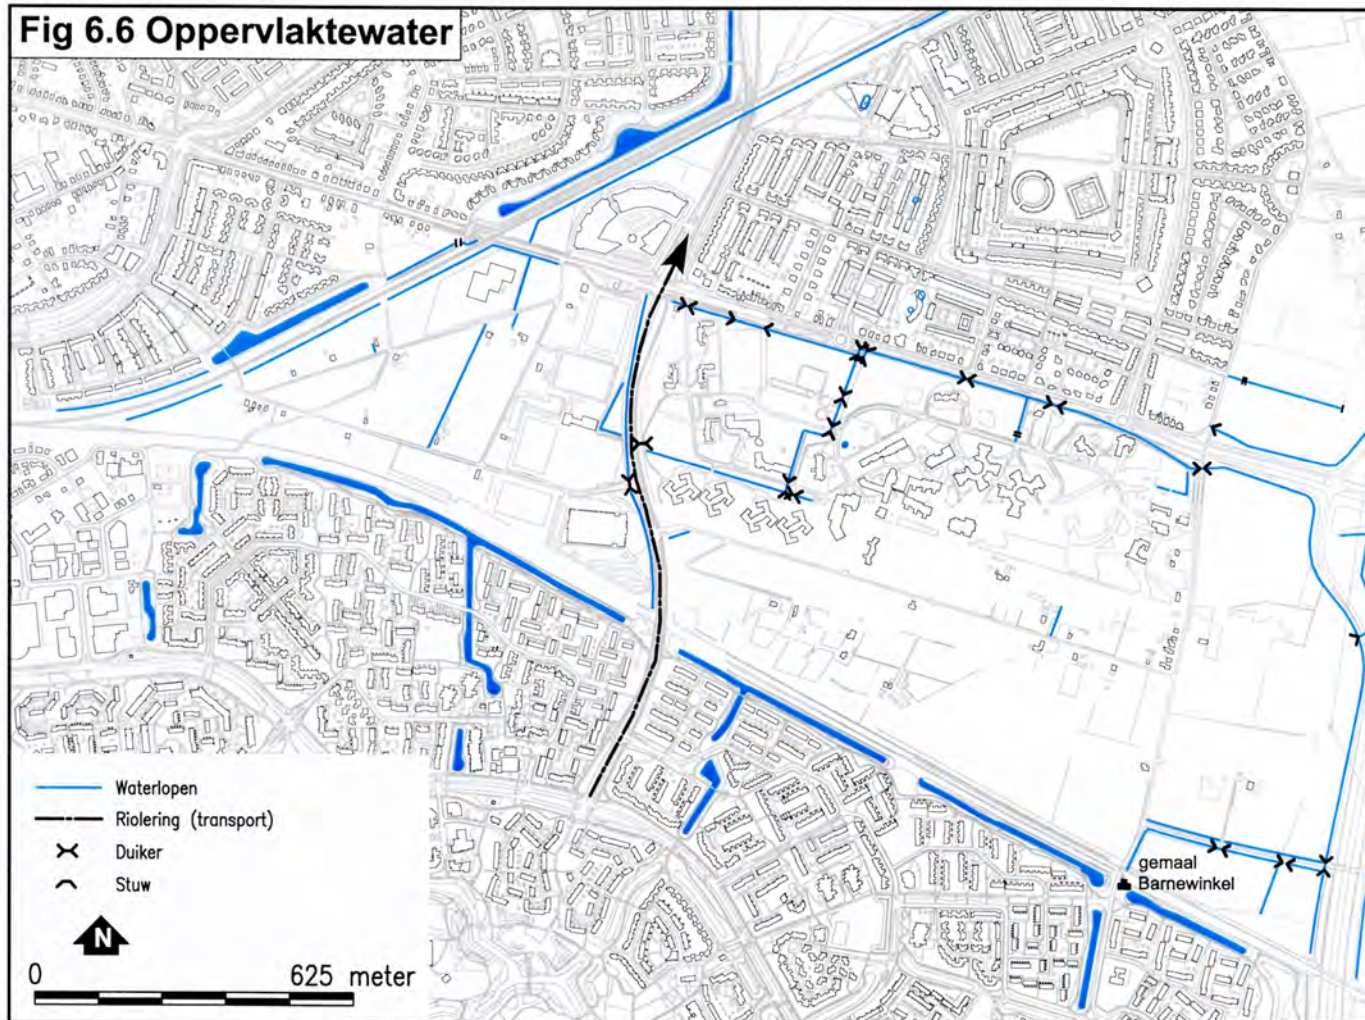 Fig 6.6 Oppervlaktewater
Waterlopen
Riolering (transport)
Duiker
Stuw
N
0 625 meter
gemaal
Barnewinkel